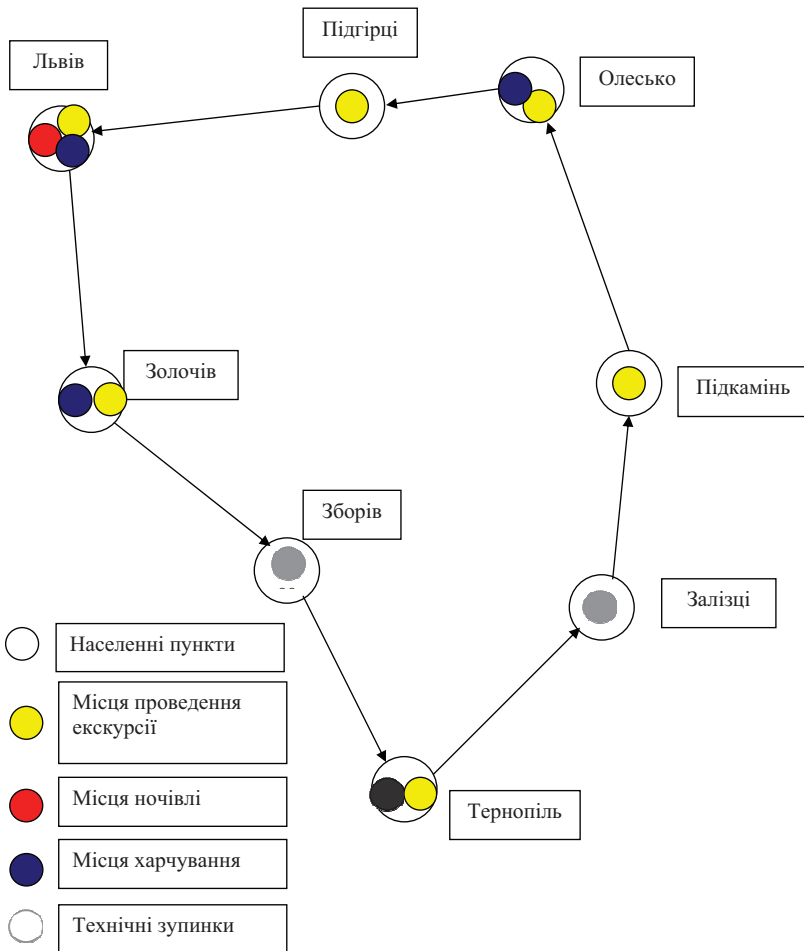 Підгірці
Львів
Олесько
Золочів
Підкамінь
Зборів
Залізці
Населенні пункти
Місця проведення
екскурсії
Місця ночівлі
Тернопіль
Місця харчування
Технічні зупинки